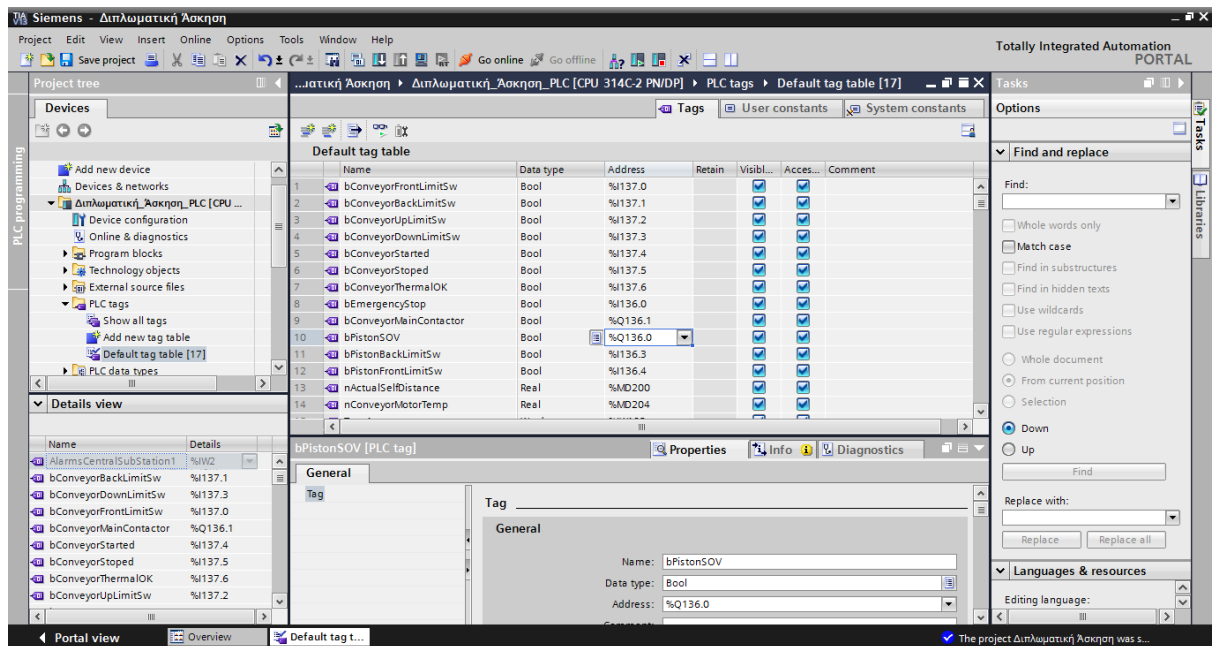 Siemens - Διπλωματική Άσκηση
Project Edit View Insert Online Options Tools Window Help
Save project Go online Go offline
Totally Integrated Automation
PORTAL
PLC programming
Project tree
Devices
Add new device
Devices & networks
Διπλωματική_Άσκηση_PLC [CPU ...
Device configuration
Online & diagnostics
Program blocks
Technology objects
External source files
PLC tags
Show all tags
Add new tag table
Default tag table [17]
PLC data types
Details view
Name Details
AlarmsCentralSubStation1 %IW2
bConveyorBackLimitSw %I137.1
bConveyorDownLimitSw %I137.3
bConveyorFrontLimitSw %I137.0
bConveyorMainContactor %Q136.1
bConveyorStarted %I137.4
bConveyorStoped %I137.5
bConveyorThermalOK %I137.6
bConveyorUpLimitSw %I137.2
...ιατική Άσκηση Διπλωματική_Άσκηση_PLC [CPU 314C-2 PN/DP] PLC tags Default tag table [17]
Tags User constants System constants
Default tag table
Name Data type Address Retain Visibl... Acces... Comment
1 bConveyorFrontLimitSw Bool %I137.0
2 bConveyorBackLimitSw Bool %I137.1
3 bConveyorUpLimitSw Bool %I137.2
4 bConveyorDownLimitSw Bool %I137.3
5 bConveyorStarted Bool %I137.4
6 bConveyorStoped Bool %I137.5
7 bConveyorThermalOK Bool %I137.6
8 bEmergencyStop Bool %I136.0
9 bConveyorMainContactor Bool %Q136.1
10 bPistonSOV Bool %Q136.0
11 bPistonBackLimitSw Bool %I136.3
12 bPistonFrontLimitSw Bool %I136.4
13 nActualSelfDistance Real %MD200
14 nConveyorMotorTemp Real %MD204
bPistonSOV [PLC tag]
Properties Info Diagnostics
General
Tag
Tag
General
Name: bPistonSOV
Data type: Bool
Address: %Q136.0
Tasks
Options
Find and replace
Find:
Whole words only
Match case
Find in substructures
Find in hidden texts
Use wildcards
Use regular expressions
Whole document
From current position
Selection
Down
Up
Find
Replace with:
Replace Replace all
Languages & resources
Editing language:
Tasks
Libraries
Portal view Overview Default tag t...
The project Διπλωματική Άσκηση was s...